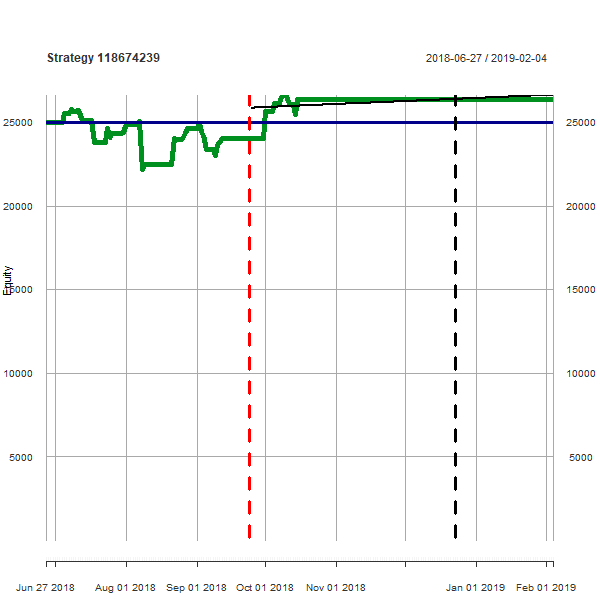 Strategy 118674239
2018-06-27 / 2019-02-04
25000 25000
20000 20000
15000 15000
10000 10000
5000 5000
Equity
Jun 27 2018 Aug 01 2018 Sep 01 2018 Oct 01 2018 Nov 01 2018 Jan 01 2019 Feb 01 2019